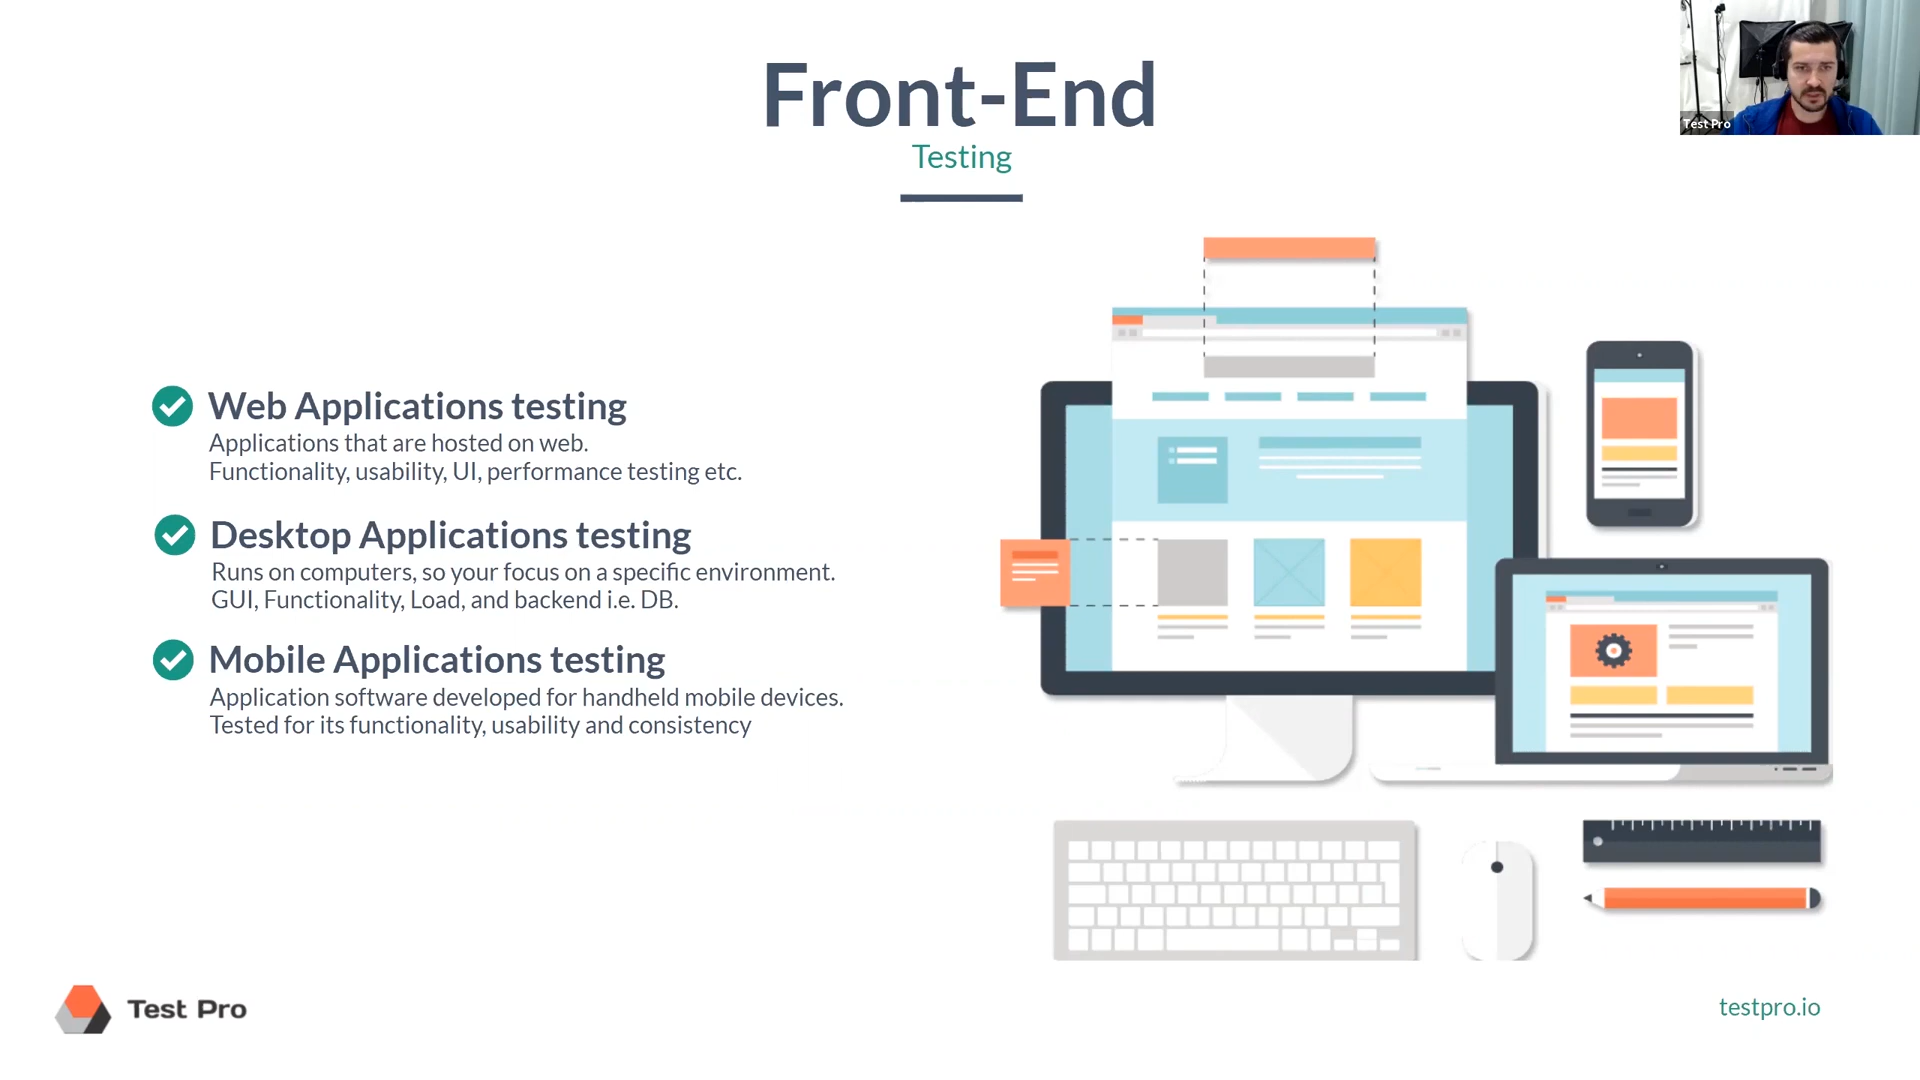 Front-End
Testing
Test Pro
Web Applications testing
Applications that are hosted on web.
Functionality, usability, UI, performance testing etc.
Desktop Applications testing
Runs on computers, so your focus on a specific environment.
GUI, Functionality, Load, and backend i.e. DB.
Mobile Applications testing
Application software developed for handheld mobile devices.
Tested for its functionality, usability and consistency
Test Pro
testpro.io